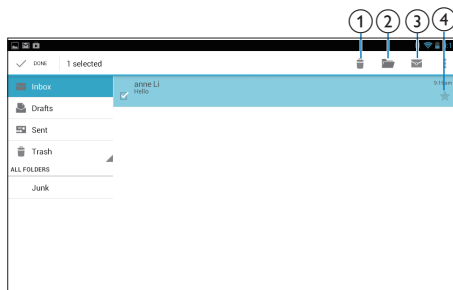 1 2 3 4
DONE 1 selected
Inbox
anne Li
Hello
Drafts
Sent
Trash
ALL FOLDERS
Junk